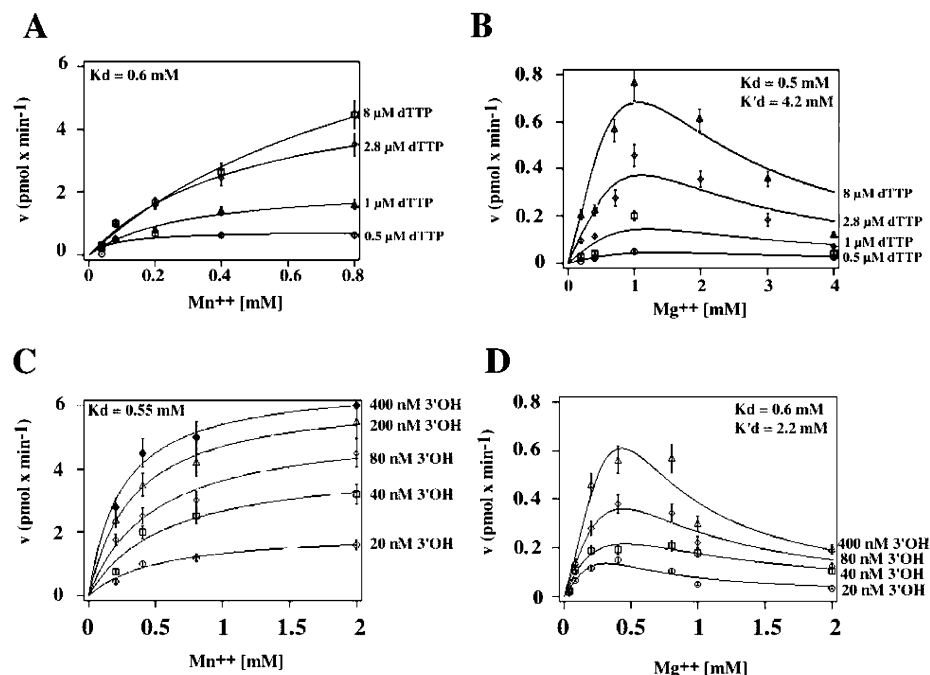 A
v (pmol x min-1)
6
4
2
0
Kd = 0.6 mM
8 µM dTTP
2.8 µM dTTP
1 µM dTTP
0.5 µM dTTP
0
0.2
0.4
0.6
0.8
Mn++ [mM]
B
v (pmol x min-1)
0.8
0.6
0.4
0.2
0
Kd = 0.5 mM
K'd = 4.2 mM
8 µM dTTP
2.8 µM dTTP
1 µM dTTP
0.5 µM dTTP
0
1
2
3
4
Mg++ [mM]
C
v (pmol x min-1)
6
4
2
0
Kd = 0.55 mM
400 nM 3'OH
200 nM 3'OH
80 nM 3'OH
40 nM 3'OH
20 nM 3'OH
0
0.5
1
1.5
2
Mn++ [mM]
D
v (pmol x min-1)
0.8
0.6
0.4
0.2
0
Kd = 0.6 mM
K'd = 2.2 mM
400 nM 3'OH
80 nM 3'OH
40 nM 3'OH
20 nM 3'OH
0
0.5
1
1.5
2
Mg++ [mM]